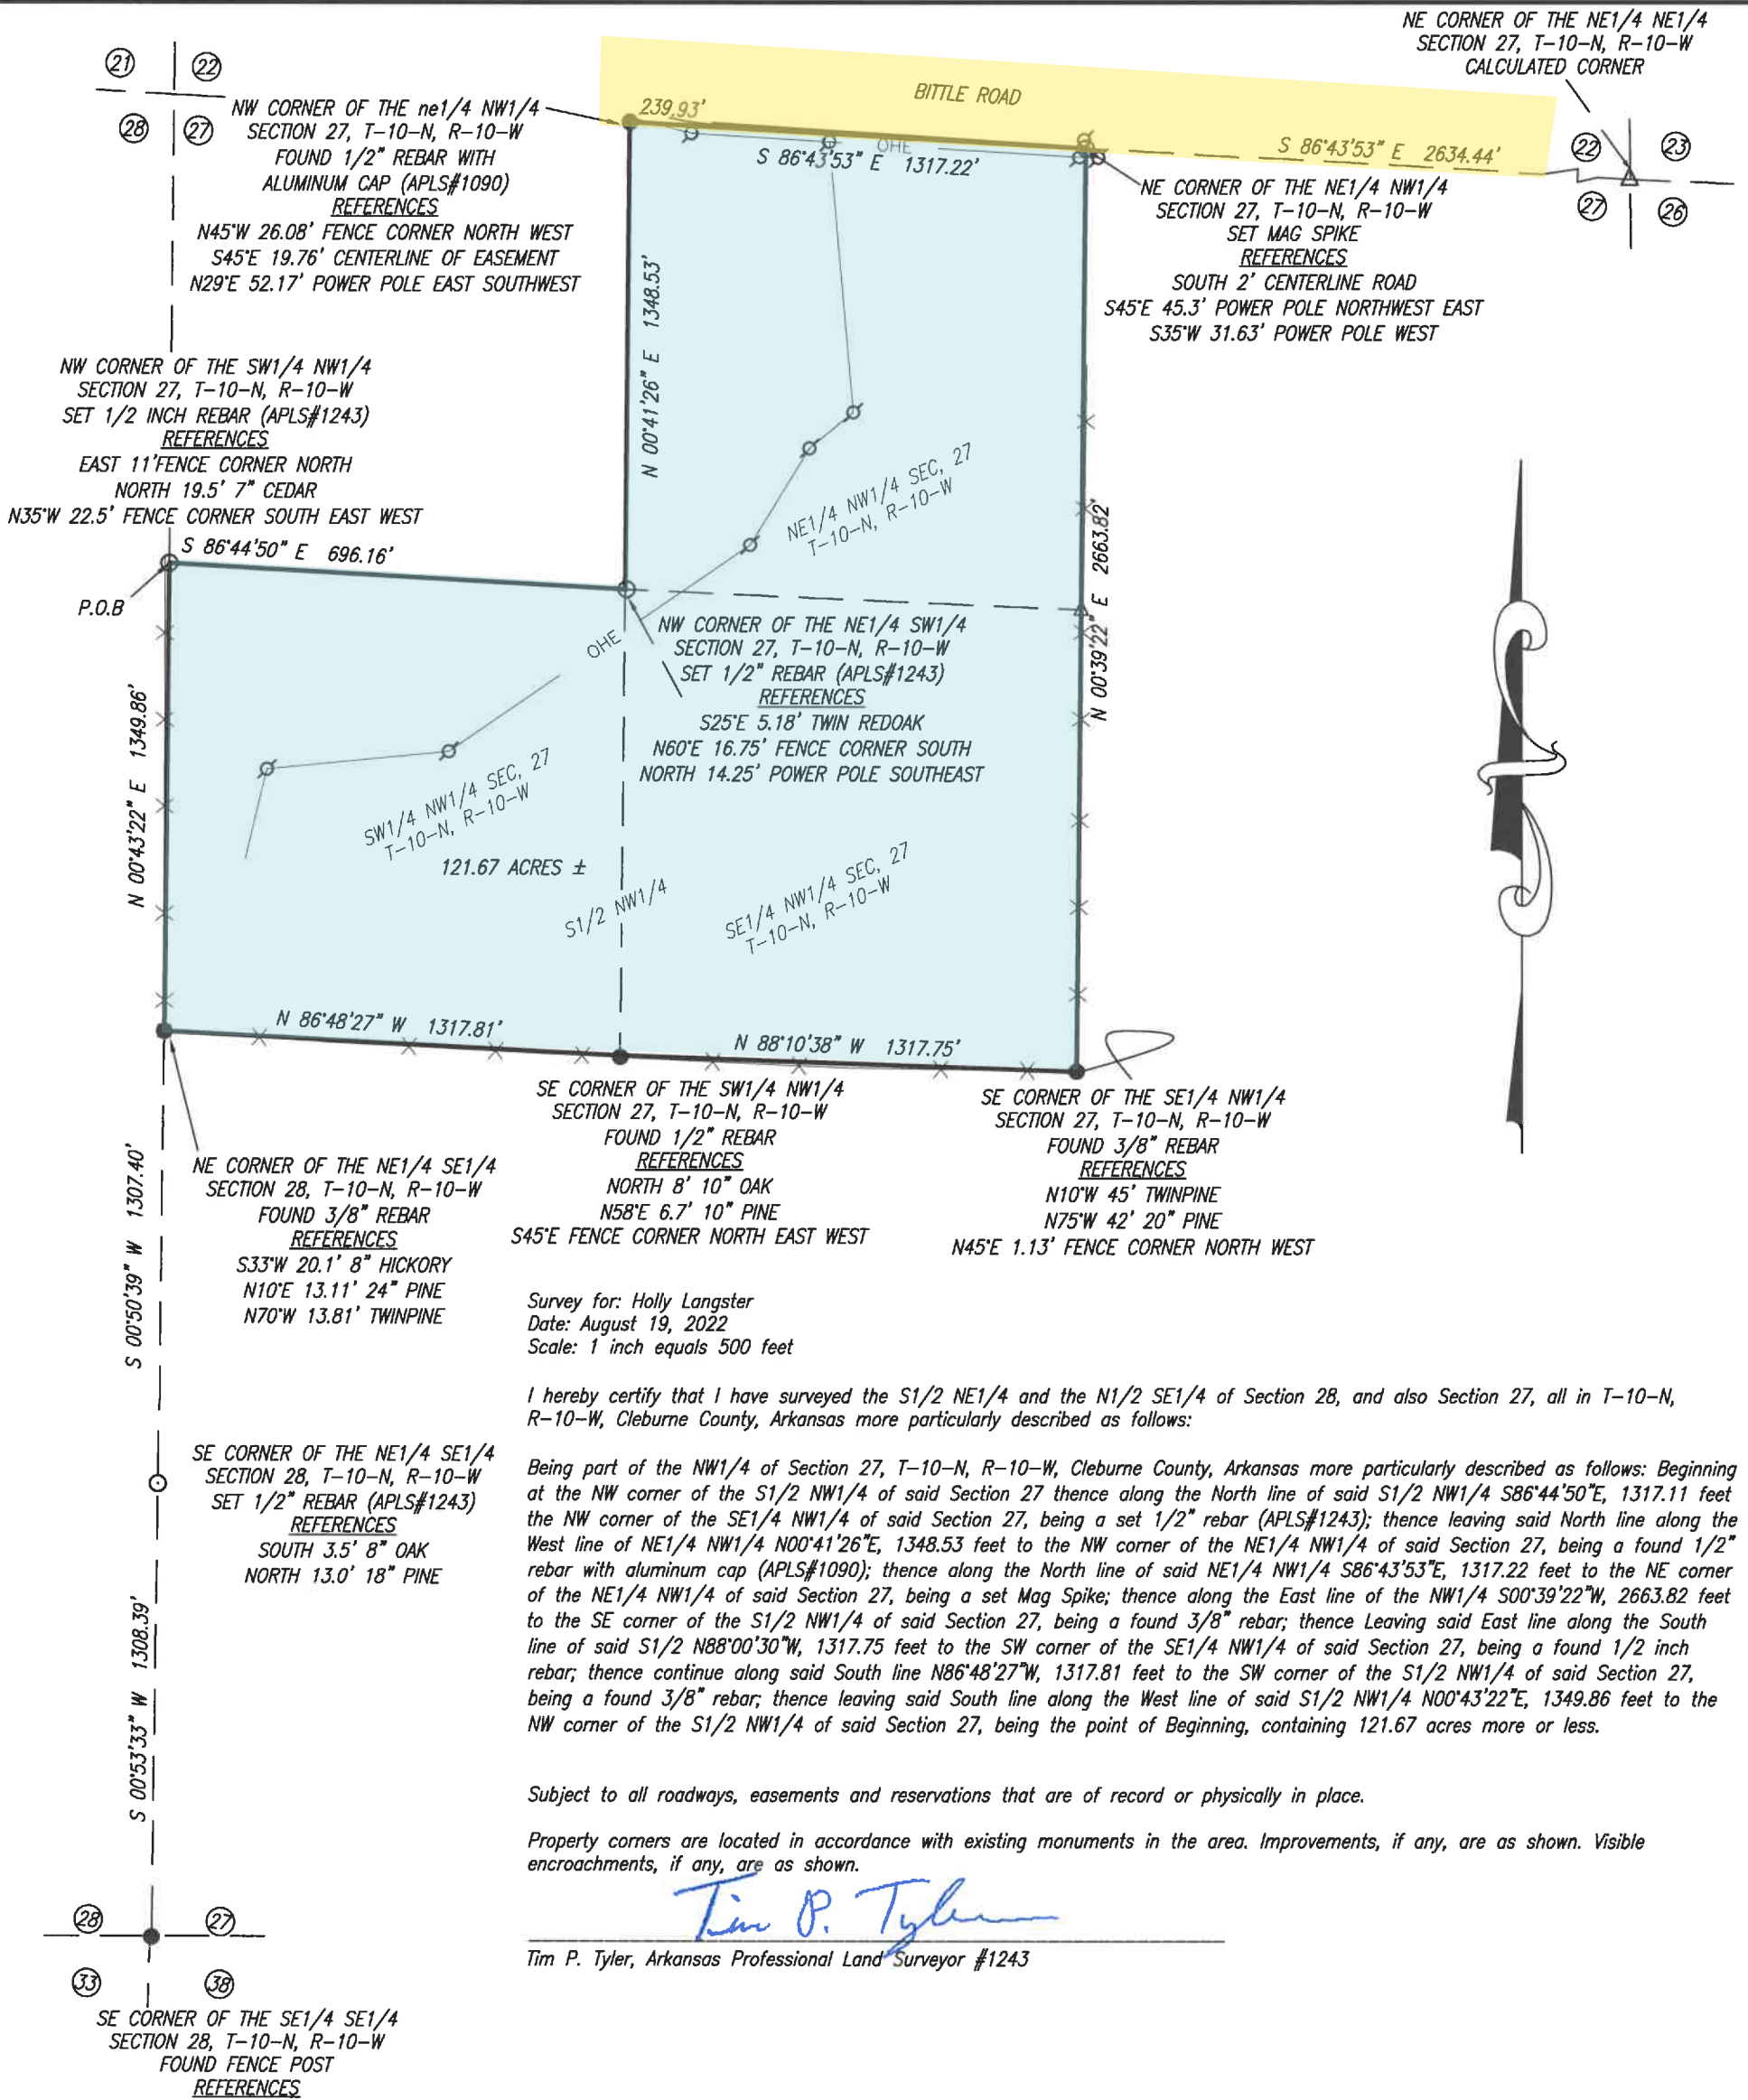 NE CORNER OF THE NE1/4 NE1/4
SECTION 27, T-10-N, R-10-W
CALCULATED CORNER
21
22
28
27
NW CORNER OF THE ne1/4 NW1/4
SECTION 27, T-10-N, R-10-W
FOUND 1/2" REBAR WITH
ALUMINUM CAP (APLS#1090)
REFERENCES
N45°W 26.08' FENCE CORNER NORTH WEST
S45°E 19.76' CENTERLINE OF EASEMENT
N29°E 52.17' POWER POLE EAST SOUTHWEST
239.93'
BITTLE ROAD
OHE
S 86°43'53" E 1317.22'
S 86°43'53" E 2634.44'
22
23
27
26
NE CORNER OF THE NE1/4 NW1/4
SECTION 27, T-10-N, R-10-W
SET MAG SPIKE
REFERENCES
SOUTH 2' CENTERLINE ROAD
S45°E 45.3' POWER POLE NORTHWEST EAST
S35°W 31.63' POWER POLE WEST
N 00°41'26" E 1348.53'
NW CORNER OF THE SW1/4 NW1/4
SECTION 27, T-10-N, R-10-W
SET 1/2 INCH REBAR (APLS#1243)
REFERENCES
EAST 11'FENCE CORNER NORTH
NORTH 19.5' 7" CEDAR
N35°W 22.5' FENCE CORNER SOUTH EAST WEST
S 86°44'50" E 696.16'
P.O.B
NE1/4 NW1/4 SEC, 27
T-10-N, R-10-W
N 00°39'22" E 2663.82'
OHE
NW CORNER OF THE NE1/4 SW1/4
SECTION 27, T-10-N, R-10-W
SET 1/2" REBAR (APLS#1243)
REFERENCES
S25°E 5.18' TWIN REDOAK
N60°E 16.75' FENCE CORNER SOUTH
NORTH 14.25' POWER POLE SOUTHEAST
N 00°43'22" E 1349.86'
SW1/4 NW1/4 SEC, 27
T-10-N, R-10-W
121.67 ACRES ±
S1/2 NW1/4
SE1/4 NW1/4 SEC, 27
T-10-N, R-10-W
N 86°48'27" W 1317.81'
N 88°10'38" W 1317.75'
SE CORNER OF THE SW1/4 NW1/4
SECTION 27, T-10-N, R-10-W
FOUND 1/2" REBAR
REFERENCES
NORTH 8' 10" OAK
N58°E 6.7' 10" PINE
S45°E FENCE CORNER NORTH EAST WEST
SE CORNER OF THE SE1/4 NW1/4
SECTION 27, T-10-N, R-10-W
FOUND 3/8" REBAR
REFERENCES
N10°W 45' TWINPINE
N75°W 42' 20" PINE
N45°E 1.13' FENCE CORNER NORTH WEST
S 00°50'39" W 1307.40'
NE CORNER OF THE NE1/4 SE1/4
SECTION 28, T-10-N, R-10-W
FOUND 3/8" REBAR
REFERENCES
S33°W 20.1' 8" HICKORY
N10°E 13.11' 24" PINE
N70°W 13.81' TWINPINE
Survey for: Holly Langster
Date: August 19, 2022
Scale: 1 inch equals 500 feet
I hereby certify that I have surveyed the S1/2 NE1/4 and the N1/2 SE1/4 of Section 28, and also Section 27, all in T-10-N,
R-10-W, Cleburne County, Arkansas more particularly described as follows:
SE CORNER OF THE NE1/4 SE1/4
SECTION 28, T-10-N, R-10-W
SET 1/2" REBAR (APLS#1243)
REFERENCES
SOUTH 3.5' 8" OAK
NORTH 13.0' 18" PINE
Being part of the NW1/4 of Section 27, T-10-N, R-10-W, Cleburne County, Arkansas more particularly described as follows: Beginning
at the NW corner of the S1/2 NW1/4 of said Section 27 thence along the North line of said S1/2 NW1/4 S86°44'50"E, 1317.11 feet
the NW corner of the SE1/4 NW1/4 of said Section 27, being a set 1/2" rebar (APLS#1243); thence leaving said North line along the
West line of NE1/4 NW1/4 N00°41'26"E, 1348.53 feet to the NW corner of the NE1/4 NW1/4 of said Section 27, being a found 1/2"
rebar with aluminum cap (APLS#1090); thence along the North line of said NE1/4 NW1/4 S86°43'53"E, 1317.22 feet to the NE corner
of the NE1/4 NW1/4 of said Section 27, being a set Mag Spike; thence along the East line of the NW1/4 S00°39'22"W, 2663.82 feet
to the SE corner of the S1/2 NW1/4 of said Section 27, being a found 3/8" rebar; thence Leaving said East line along the South
line of said S1/2 N88°00'30"W, 1317.75 feet to the SW corner of the SE1/4 NW1/4 of said Section 27, being a found 1/2 inch
rebar; thence continue along said South line N86°48'27"W, 1317.81 feet to the SW corner of the S1/2 NW1/4 of said Section 27,
being a found 3/8" rebar; thence leaving said South line along the West line of said S1/2 NW1/4 N00°43'22"E, 1349.86 feet to the
NW corner of the S1/2 NW1/4 of said Section 27, being the point of Beginning, containing 121.67 acres more or less.
S 00°53'33" W 1308.39'
Subject to all roadways, easements and reservations that are of record or physically in place.
Property corners are located in accordance with existing monuments in the area. Improvements, if any, are as shown. Visible
encroachments, if any, are as shown.
Tim P. Tyler
Tim P. Tyler, Arkansas Professional Land Surveyor #1243
28
27
33
38
SE CORNER OF THE SE1/4 SE1/4
SECTION 28, T-10-N, R-10-W
FOUND FENCE POST
REFERENCES